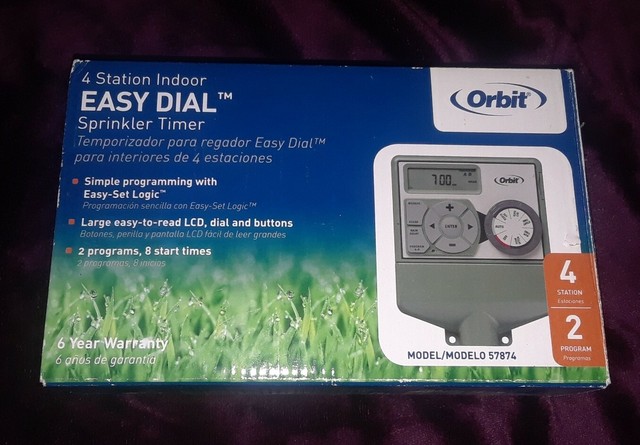 4 Station Indoor
EASY DIAL™
Sprinkler Timer
Temporizador para regador Easy Dial™
para interiores de 4 estaciones
Simple programming with
Easy-Set Logic™
Programación sencilla con Easy-Set Logic™
Large easy-to-read LCD, dial and buttons
Botones, perilla y pantalla LCD fácil de leer grandes
2 programs, 8 start times
2 programas, 8 inicios
6 Year Warranty
6 años de garantía
Orbit®
7:00
Orbit
ENTER
MODEL/MODELO 57874
4
STATION
Estaciones
2
PROGRAM
Programas